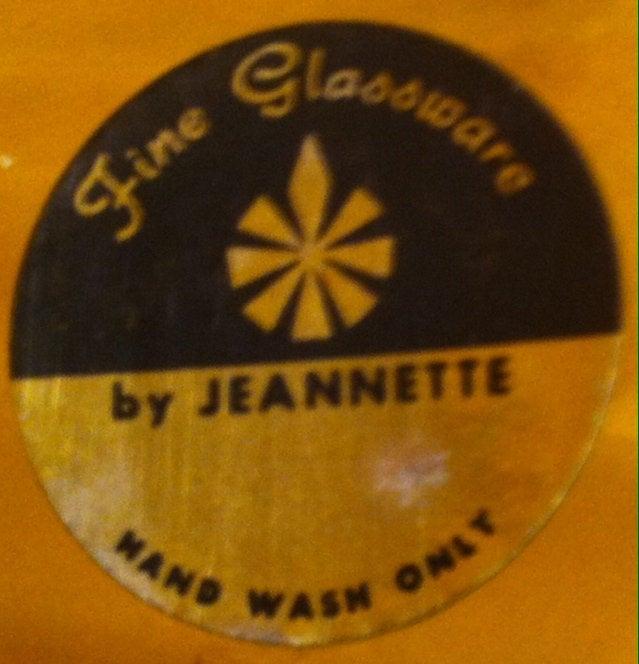 Fine Glassware
by JEANNETTE
HAND WASH ONLY